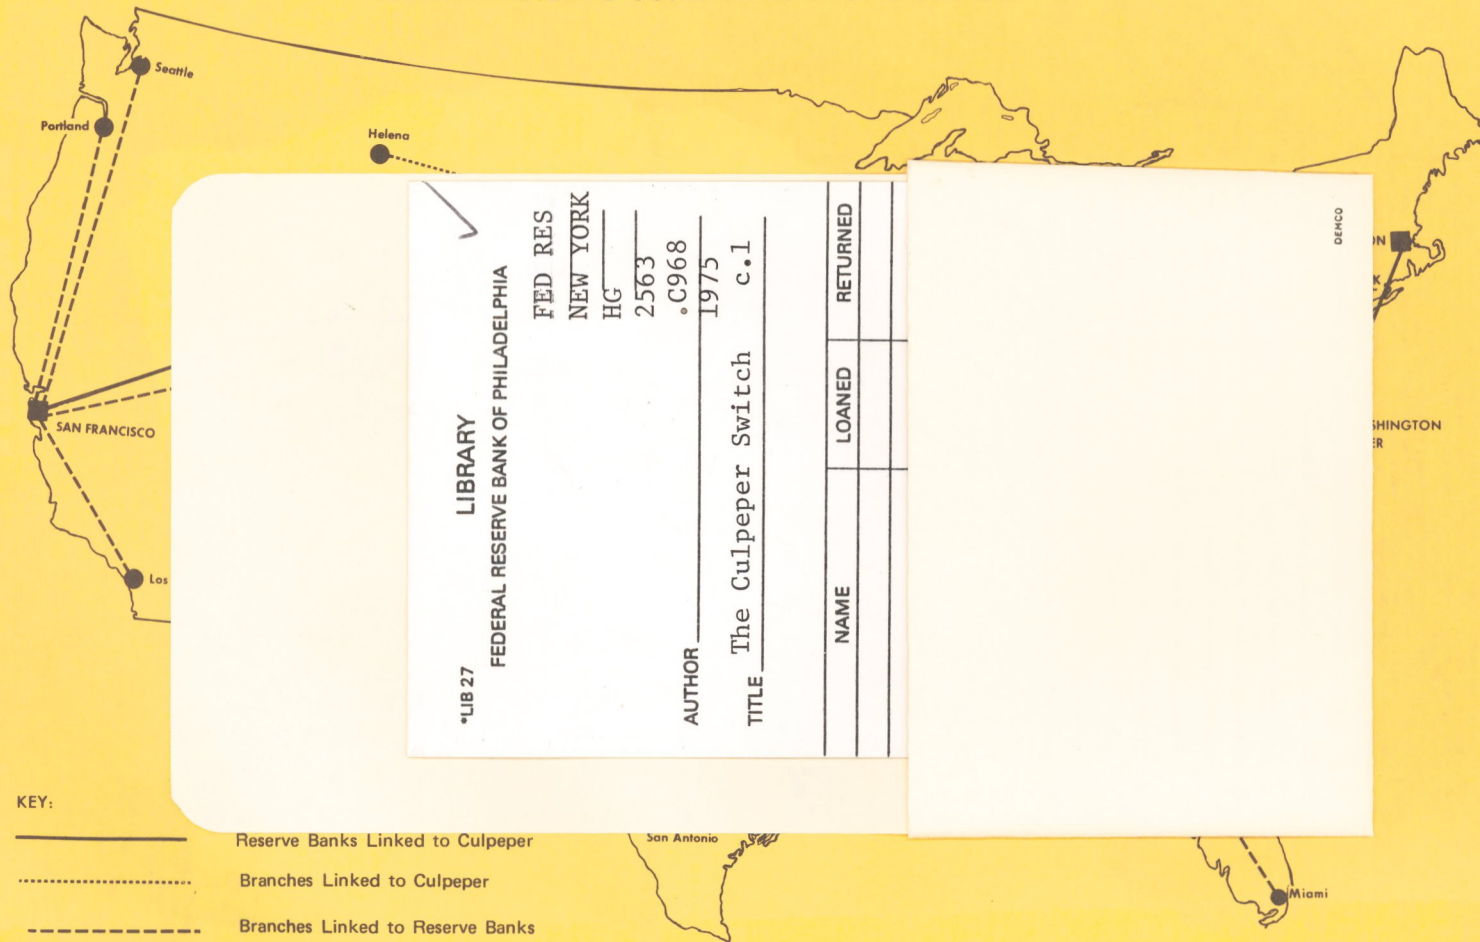 Seattle
Portland
Helena
SAN FRANCISCO
Los
*LIB 27
LIBRARY
FEDERAL RESERVE BANK OF PHILADELPHIA
FED RES
NEW YORK
HG
2563
.C968
1975
AUTHOR
TITLE The Culpeper Switch c.1
NAME LOANED RETURNED
DEMCO
ON
K
SHINGTON
ER
San Antonio
Miami
KEY:
Reserve Banks Linked to Culpeper
Branches Linked to Culpeper
Branches Linked to Reserve Banks